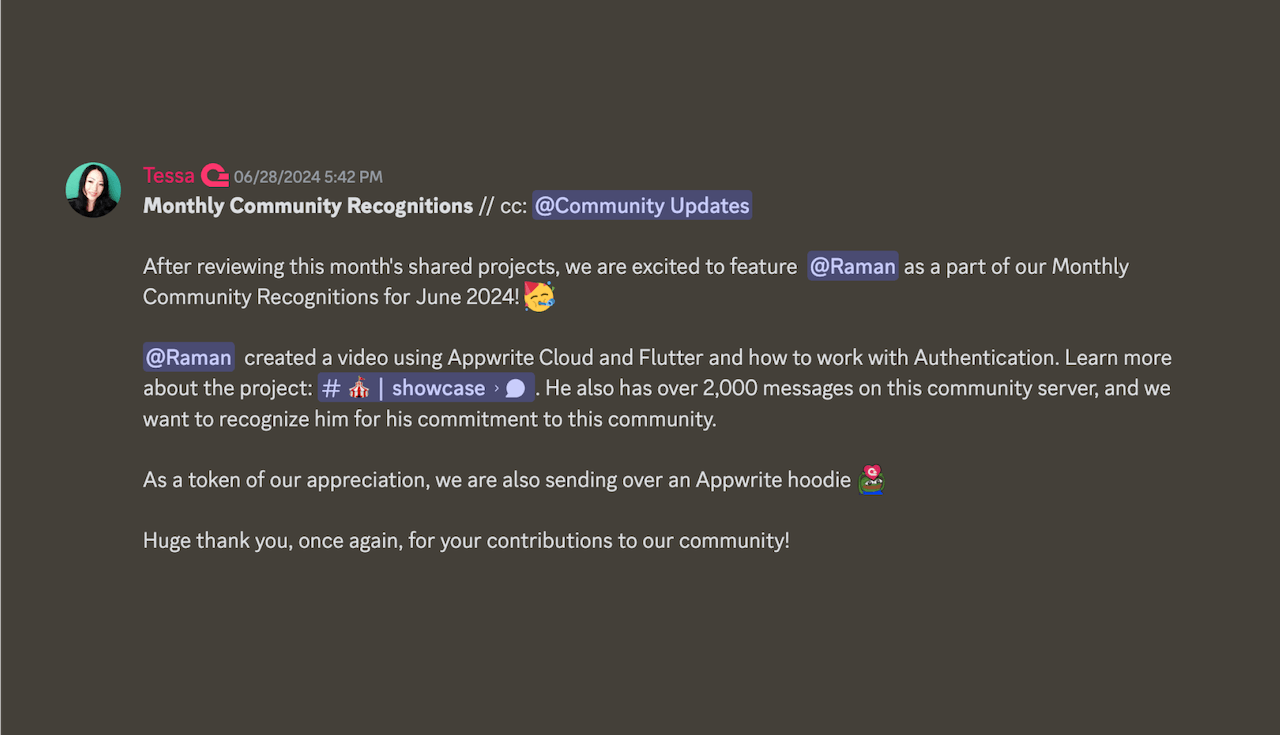 Tessa 06/28/2024 5:42 PM
Monthly Community Recognitions // cc: @Community Updates
After reviewing this month's shared projects, we are excited to feature @Raman as a part of our Monthly
Community Recognitions for June 2024!
@Raman created a video using Appwrite Cloud and Flutter and how to work with Authentication. Learn more
about the project: # 🎪 | showcase › 💬. He also has over 2,000 messages on this community server, and we
want to recognize him for his commitment to this community.
As a token of our appreciation, we are also sending over an Appwrite hoodie
Huge thank you, once again, for your contributions to our community!